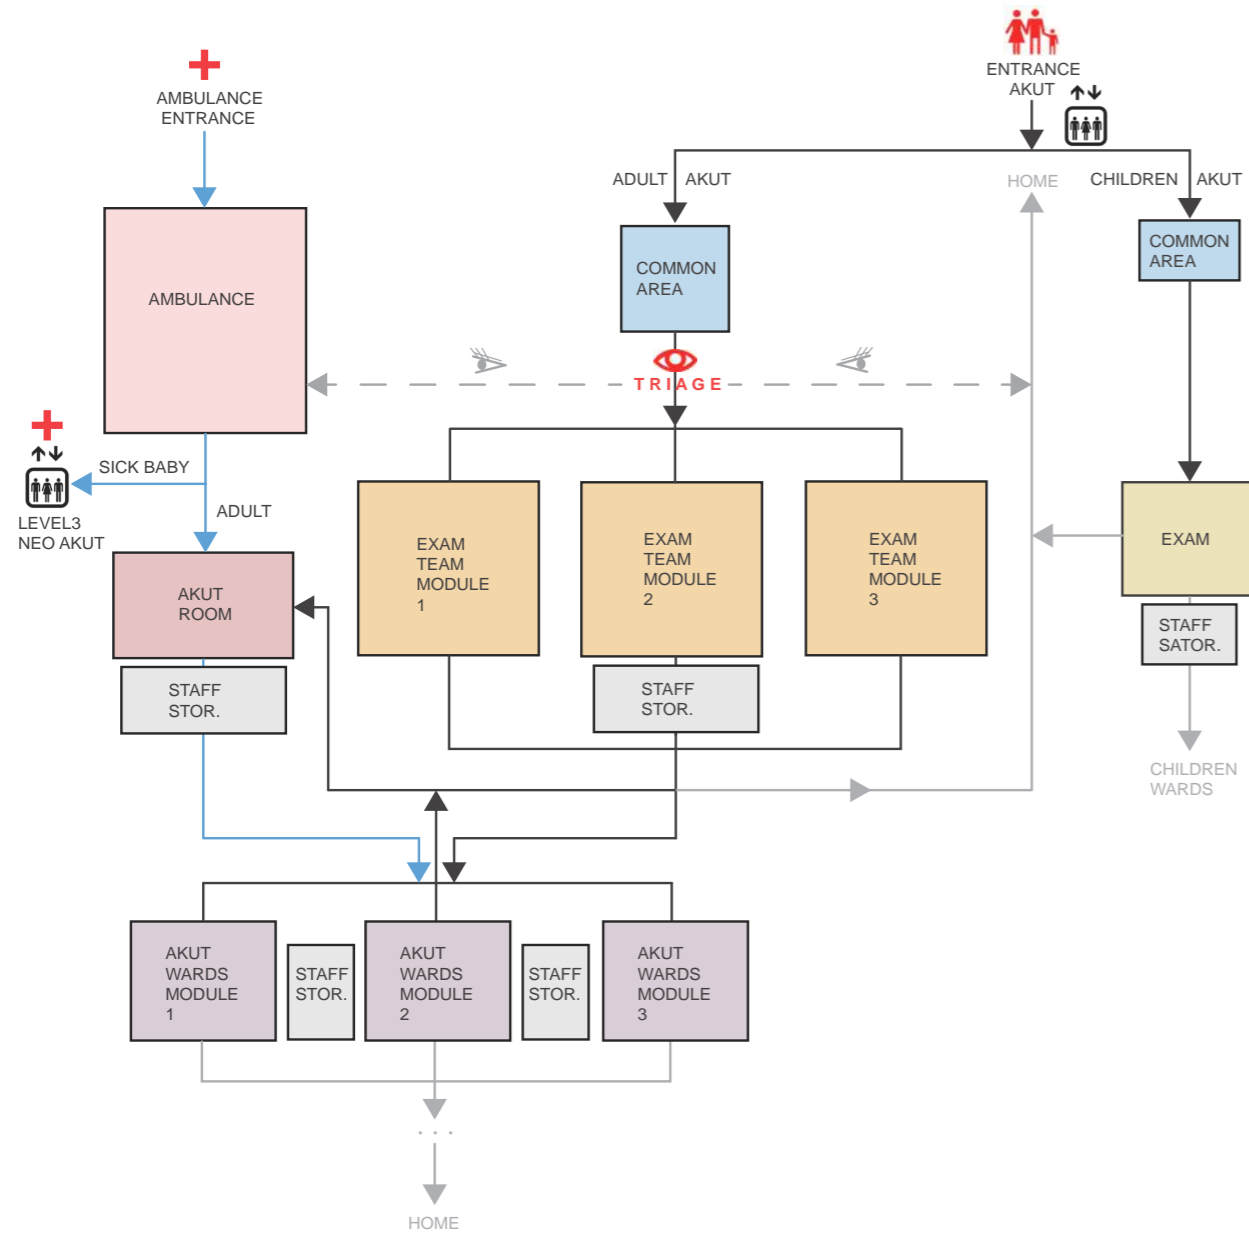 ENTRANCE
AKUT
AMBULANCE
ENTRANCE
ADULT AKUT
HOME
CHILDREN AKUT
COMMON
AREA
COMMON
AREA
AMBULANCE
TRIAGE
SICK BABY
LEVEL3
NEO AKUT
ADULT
EXAM
TEAM
MODULE
1
EXAM
TEAM
MODULE
2
EXAM
TEAM
MODULE
3
EXAM
AKUT
ROOM
STAFF
STOR.
STAFF
STOR.
STAFF
SATOR.
CHILDREN
WARDS
AKUT
WARDS
MODULE
1
STAFF
STOR.
AKUT
WARDS
MODULE
2
STAFF
STOR.
AKUT
WARDS
MODULE
3
. . .
HOME